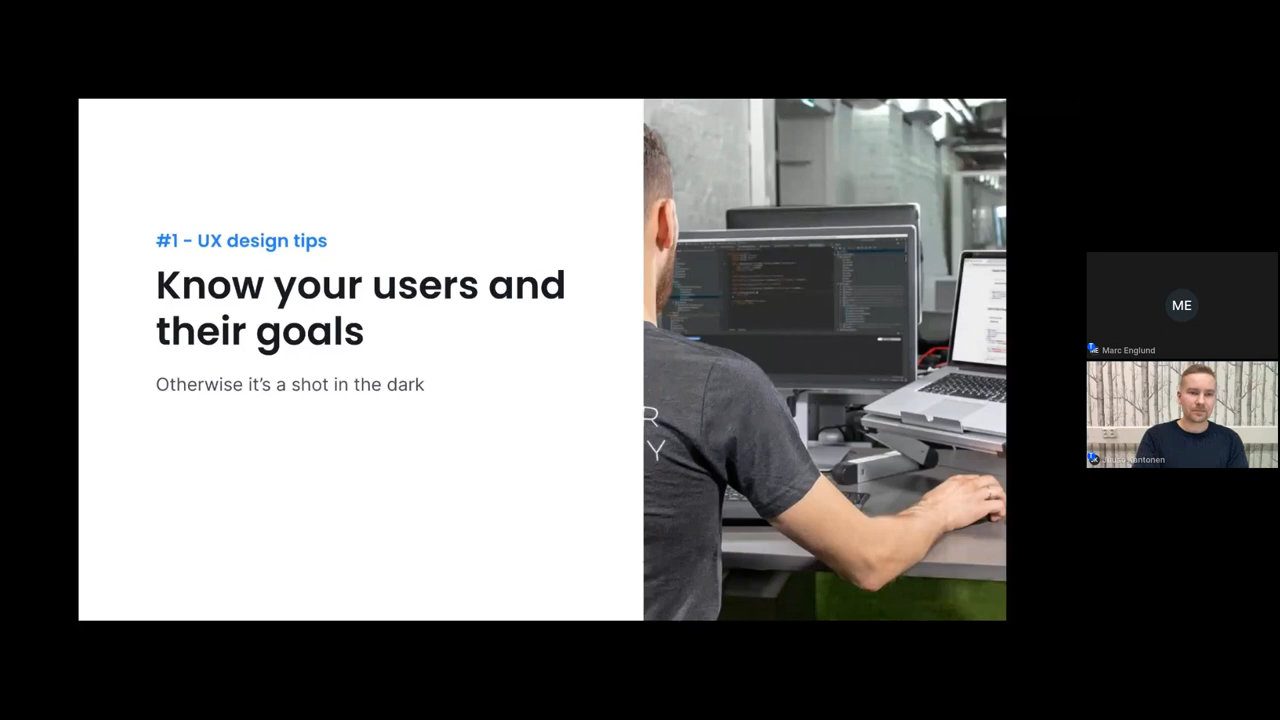 #1 - UX design tips
Know your users and
their goals
Otherwise it's a shot in the dark
R
Y
ME
Marc Englund